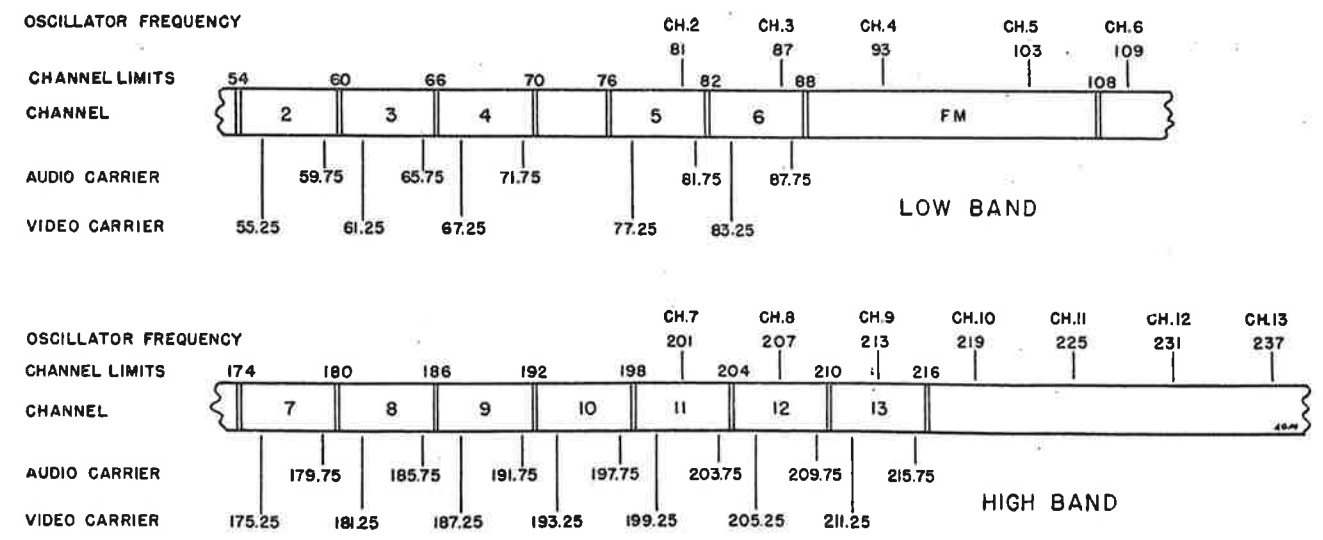 OSCILLATOR FREQUENCY
CH.2 CH.3 CH.4 CH.5 CH.6
81 87 93 103 109
CHANNEL LIMITS 54 60 66 70 76 82 88 108
CHANNEL 2 3 4 5 6 FM
AUDIO CARRIER 59.75 65.75 71.75 81.75 87.75
LOW BAND
VIDEO CARRIER 55.25 61.25 67.25 77.25 83.25
CH.7 CH.8 CH.9 CH.10 CH.11 CH.12 CH.13
OSCILLATOR FREQUENCY 201 207 213 219 225 231 237
CHANNEL LIMITS 174 180 186 192 198 204 210 216
CHANNEL 7 8 9 10 11 12 13
AUDIO CARRIER 179.75 185.75 191.75 197.75 203.75 209.75 215.75
HIGH BAND
VIDEO CARRIER 175.25 181.25 187.25 193.25 199.25 205.25 211.25